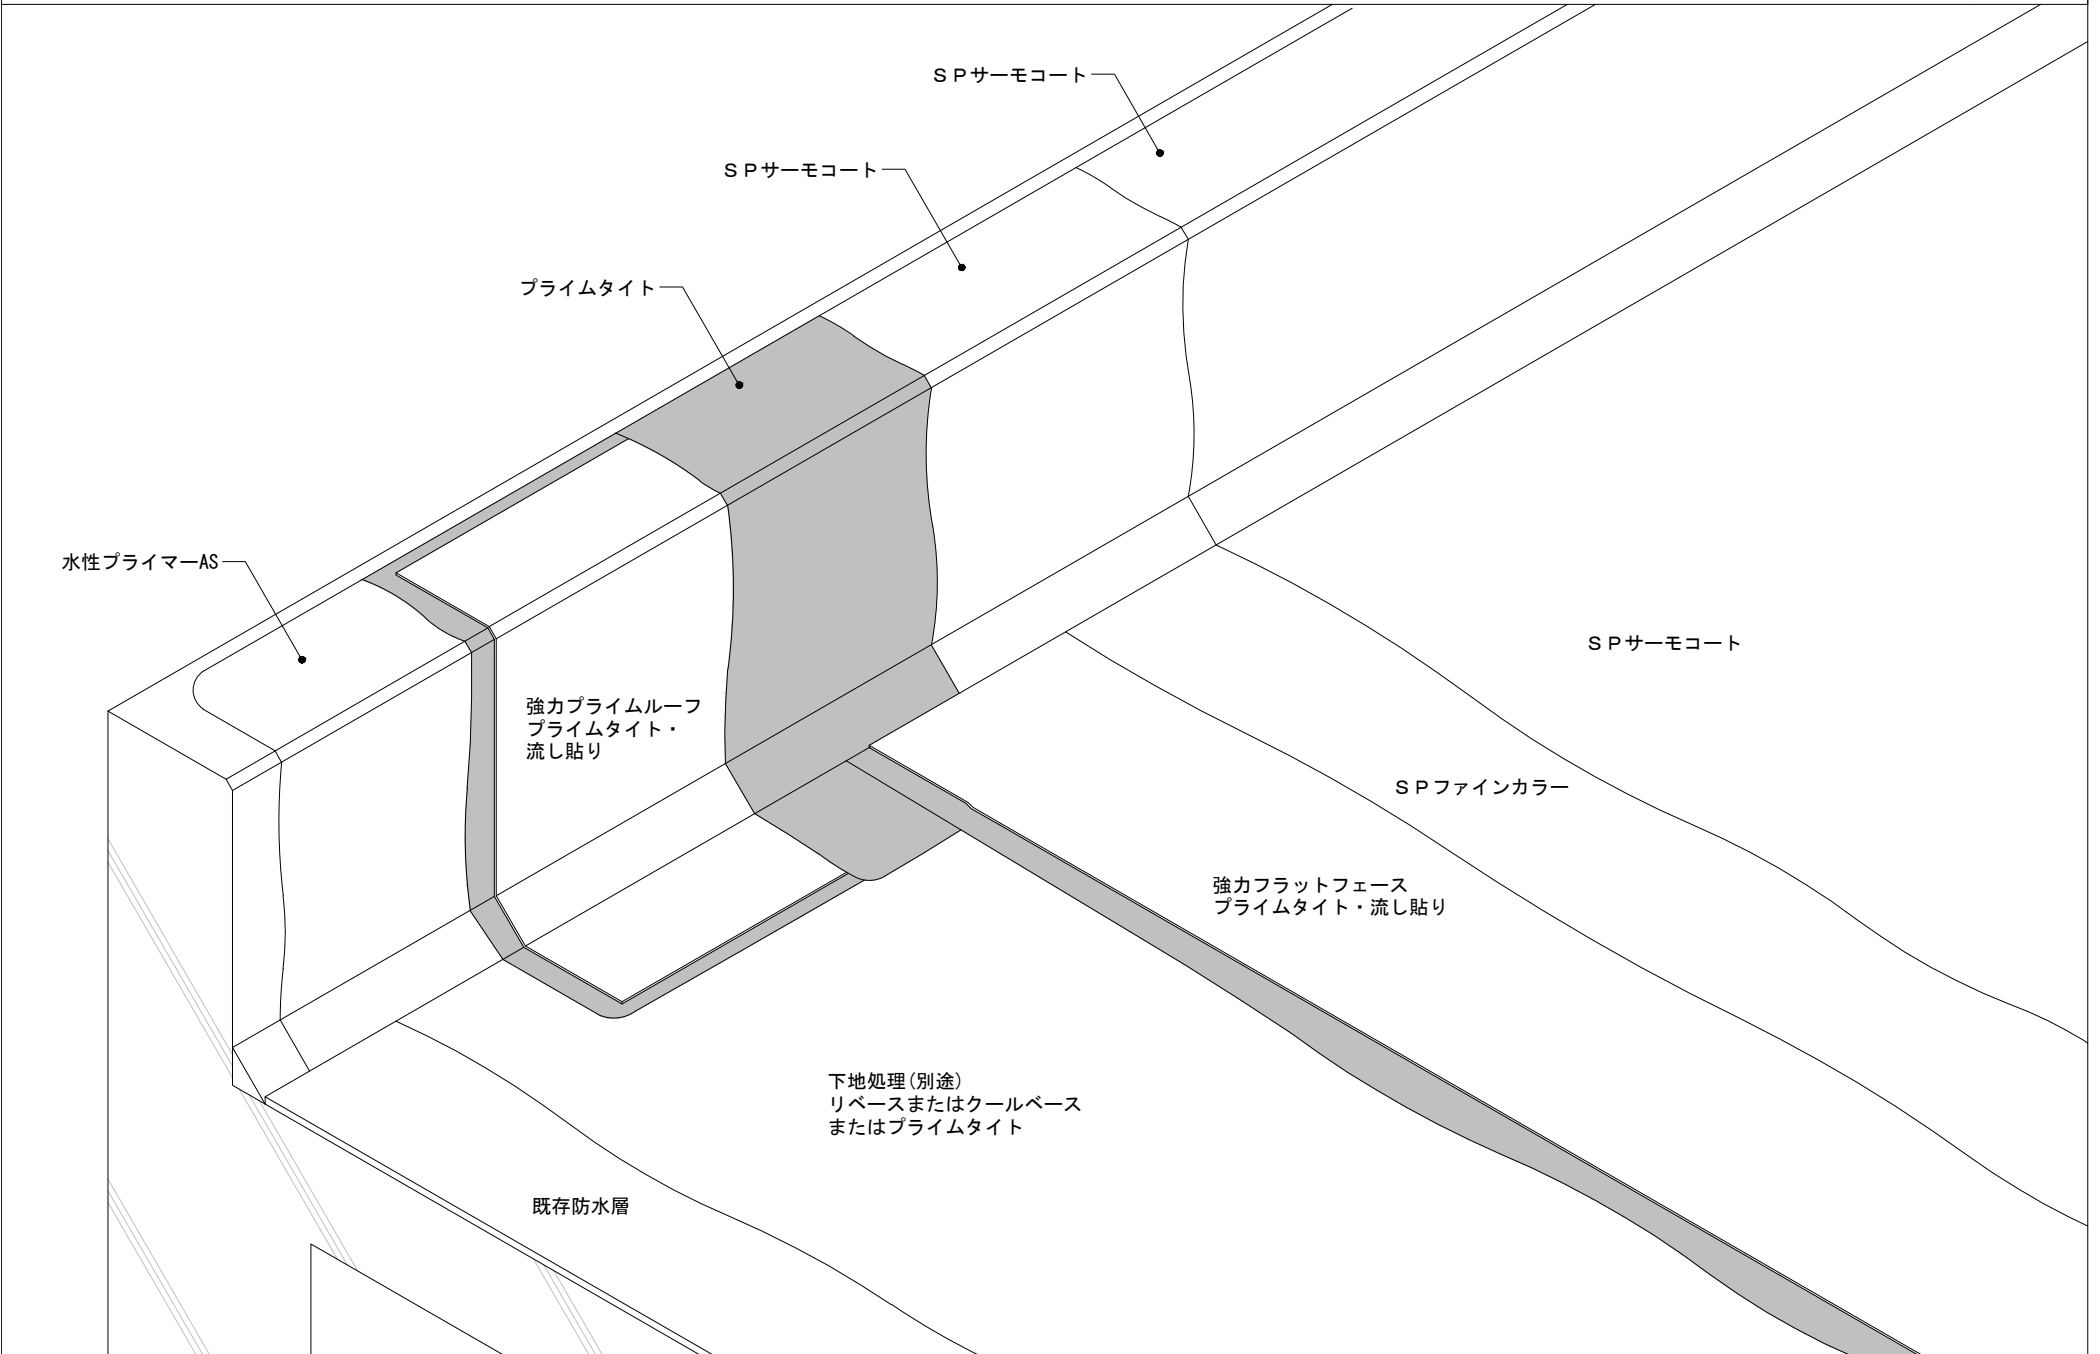 ＳＰサーモコート
ＳＰサーモコート
プライムタイト
水性プライマーAS
ＳＰサーモコート
強力プライムルーフ
プライムタイト・
流し貼り
ＳＰファインカラー
強力フラットフェース
プライムタイト・流し貼り
下地処理(別途)
リベースまたはクールベース
またはプライムタイト
既存防水層